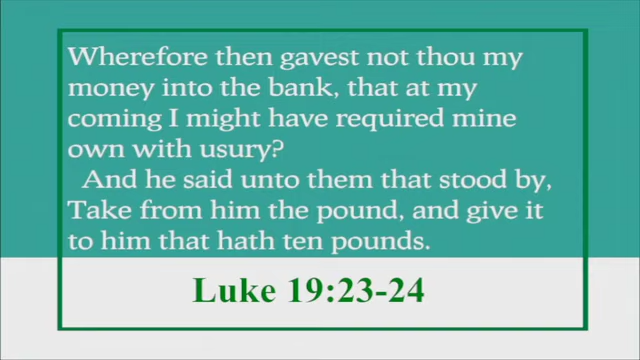 Wherefore then gavest not thou my
money into the bank, that at my
coming I might have required mine
own with usury?
And he said unto them that stood by,
Take from him the pound, and give it
to him that hath ten pounds.
Luke 19:23-24